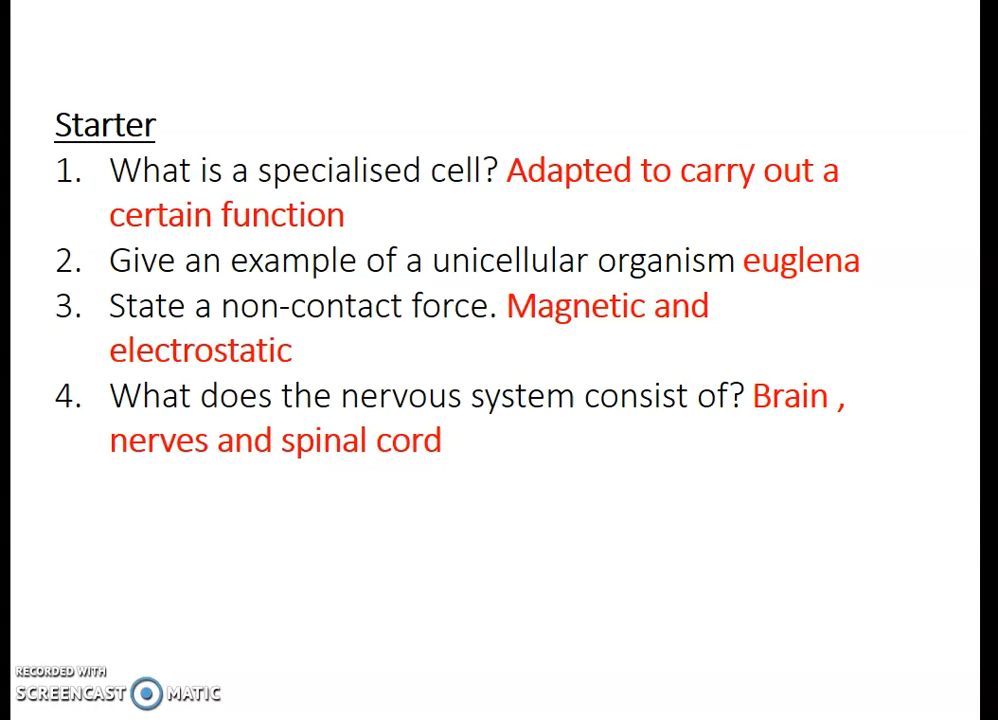 Starter
1. What is a specialised cell? Adapted to carry out a
certain function
2. Give an example of a unicellular organism euglena
3. State a non-contact force. Magnetic and
electrostatic
4. What does the nervous system consist of? Brain ,
nerves and spinal cord
RECORDED WITH
SCREENCAST MATIC